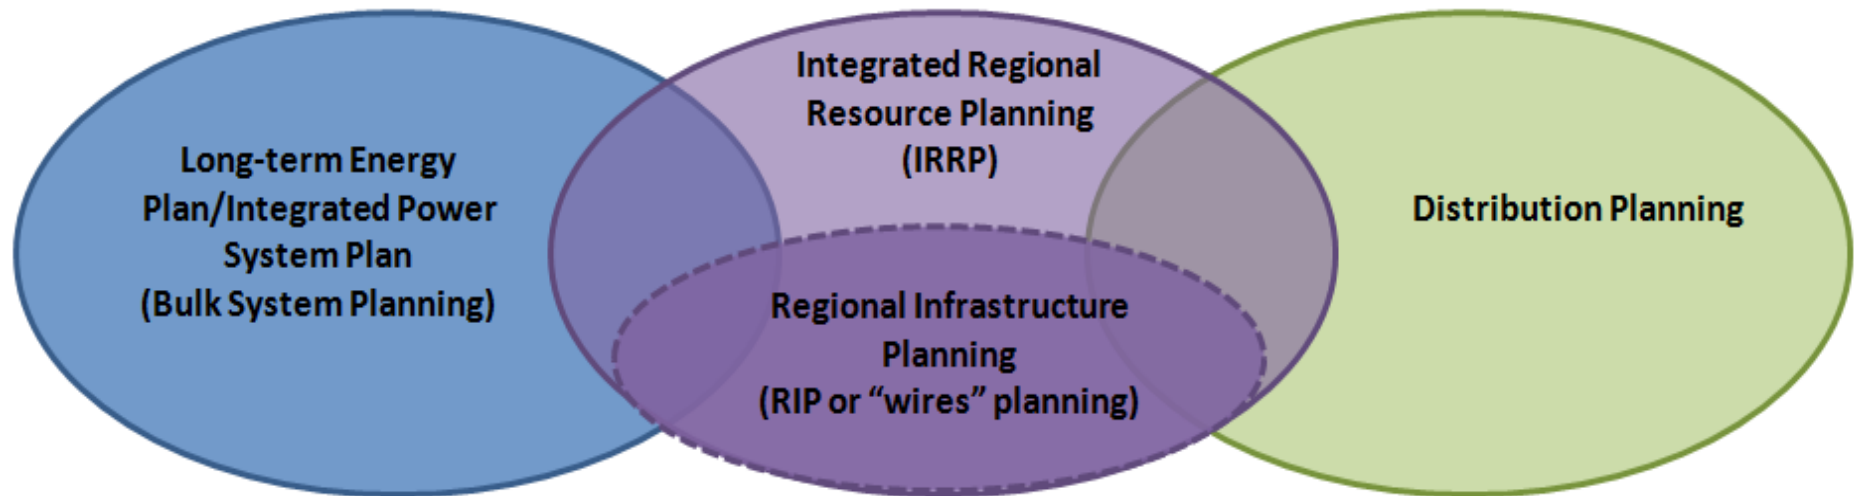 Long-term Energy
Plan/Integrated Power
System Plan
(Bulk System Planning)
Integrated Regional
Resource Planning
(IRRP)
Regional Infrastructure
Planning
(RIP or “wires” planning)
Distribution Planning